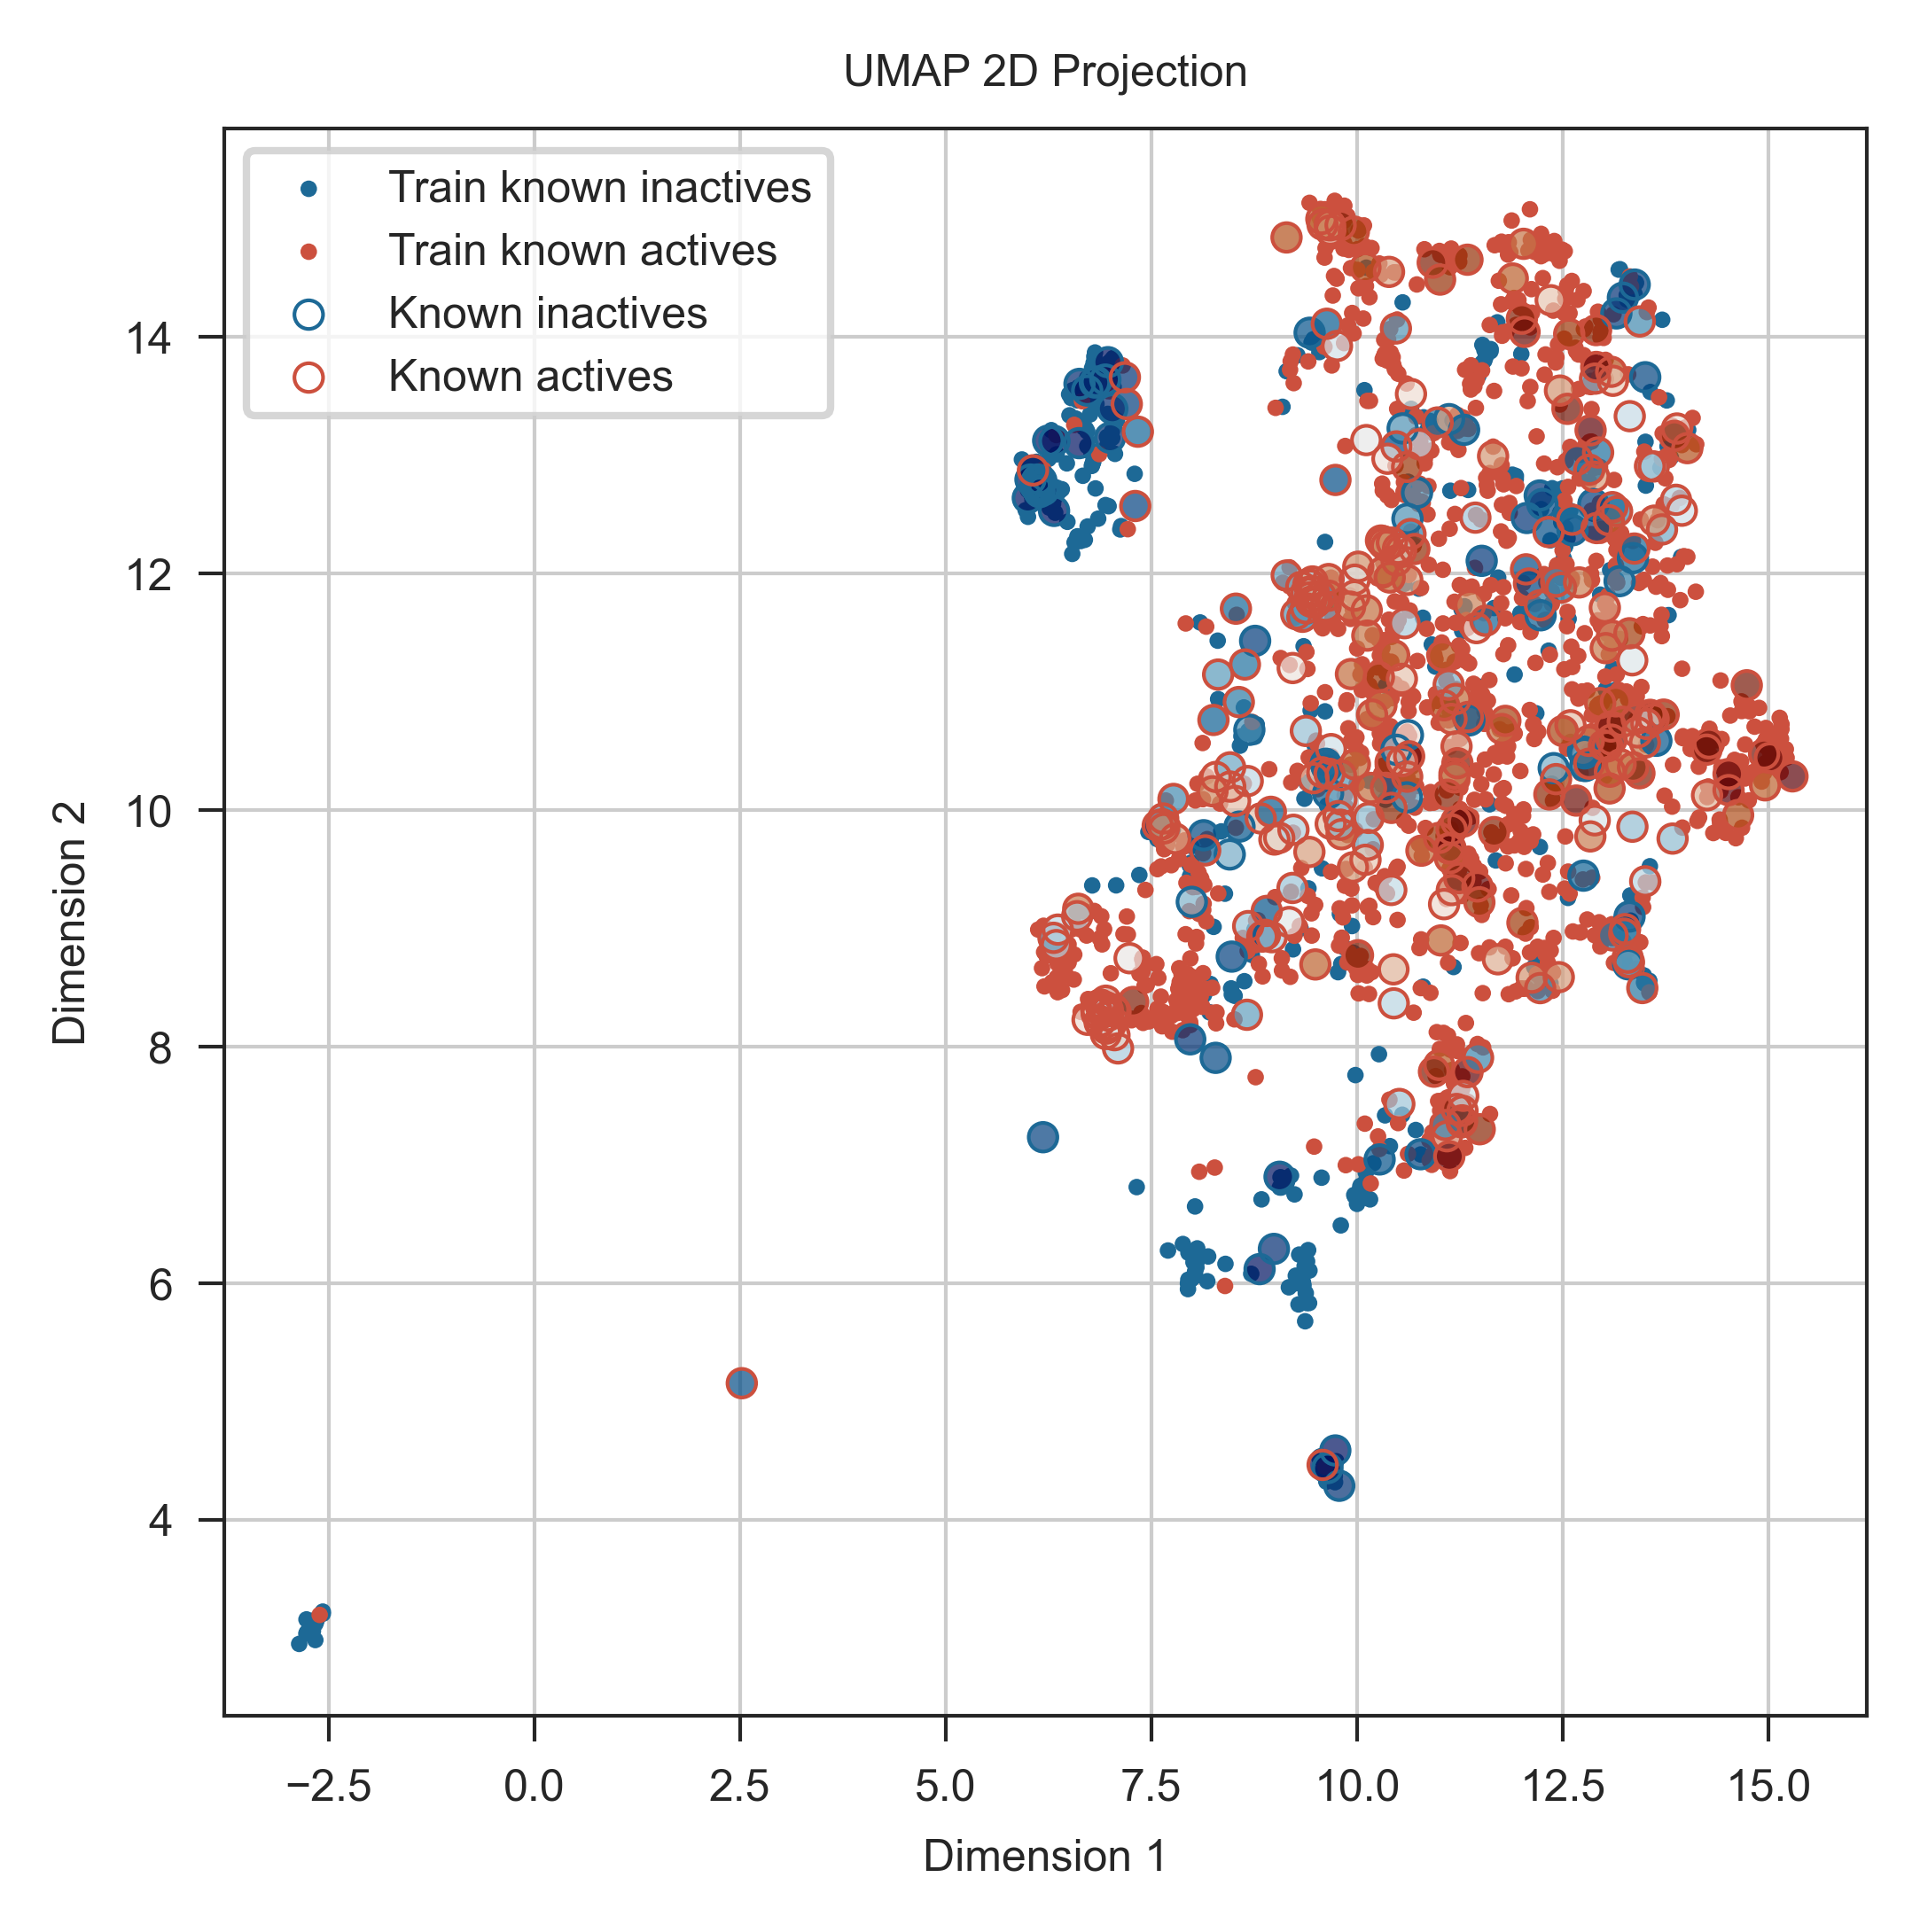 UMAP 2D Projection
Train known inactives
Train known actives
Known inactives
Known actives
14
12
10
8
6
4
Dimension 2
−2.5 0.0 2.5 5.0 7.5 10.0 12.5 15.0
Dimension 1